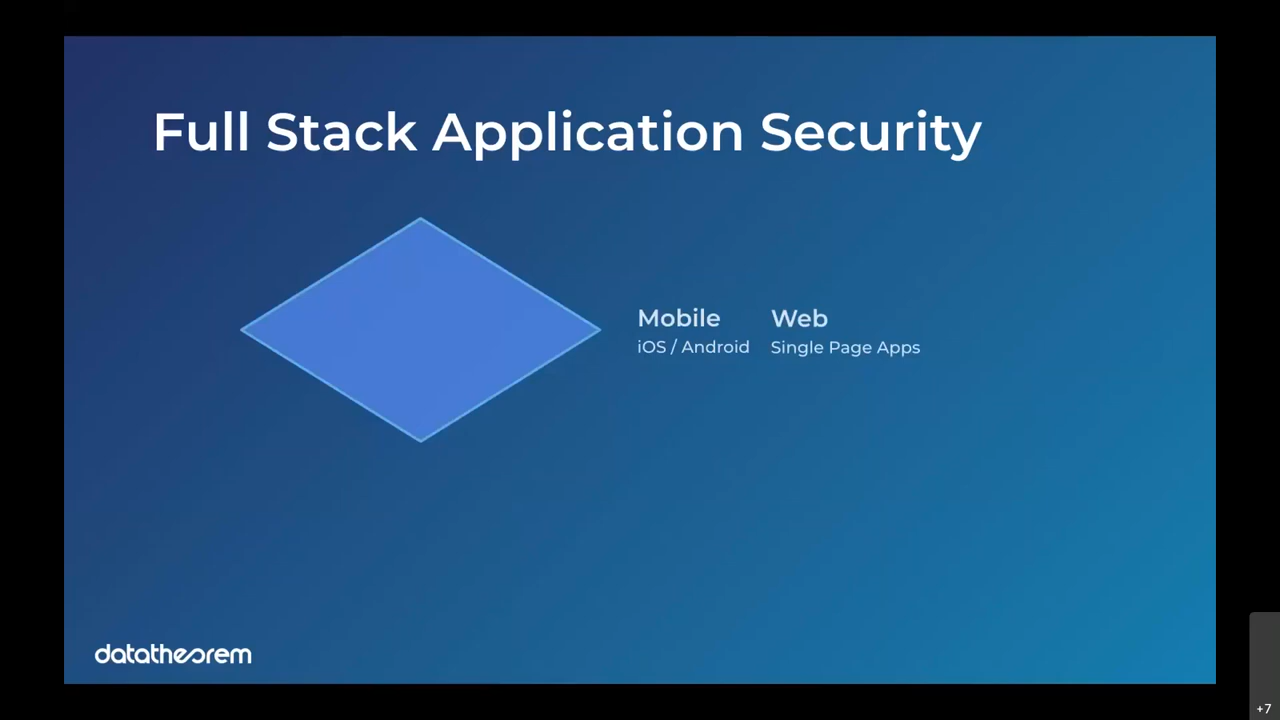 Full Stack Application Security
Mobile Web
iOS / Android Single Page Apps
datatheorem
+7